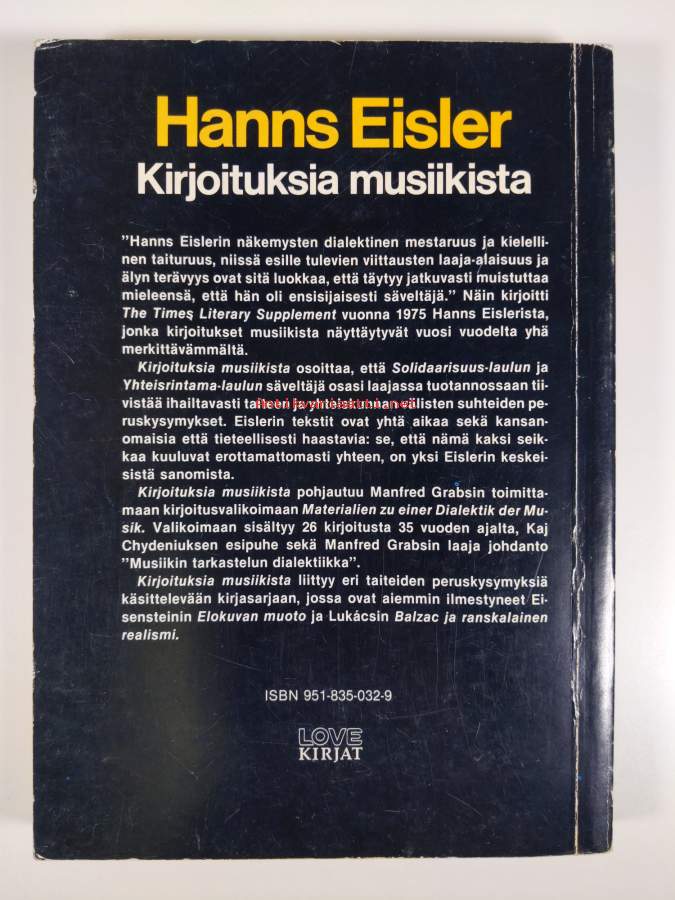 Hanns Eisler
Kirjoituksia musiikista
"Hanns Eislerin näkemysten dialektinen mestaruus ja kielelli-
nen taituruus, niissä esille tulevien viittausten laaja-alaisuus ja
älyn terävyys ovat sitä luokkaa, että täytyy jatkuvasti muistuttaa
mieleensä, että hän oli ensisijaisesti säveltäjä." Näin kirjoitti
The Times Literary Supplement vuonna 1975 Hanns Eislerista,
jonka kirjoitukset musiikista näyttäytyvät vuosi vuodelta yhä
merkittävämmältä.
Kirjoituksia musiikista osoittaa, että Solidaarisuus-laulun ja
Yhteisrintama-laulun säveltäjä osasi laajassa tuotannossaan tii-
vistää ihailtavasti taiteen ja yhteiskunnan välisten suhteiden pe-
Antikvariaatti.net
ruskysymykset. Eislerin tekstit ovat yhtä aikaa sekä kansan-
omaisia että tieteellisesti haastavia: se, että nämä kaksi seik-
kaa kuuluvat erottamattomasti yhteen, on yksi Eislerin keskei-
sistä sanomista.
Kirjoituksia musiikista pohjautuu Manfred Grabsin toimitta-
maan kirjoitusvalikoimaan Materialien zu einer Dialektik der Mu-
sik. Valikoimaan sisältyy 26 kirjoitusta 35 vuoden ajalta, Kaj
Chydeniuksen esipuhe sekä Manfred Grabsin laaja johdanto
"Musiikin tarkastelun dialektiikka".
Kirjoituksia musiikista liittyy eri taiteiden peruskysymyksiä
käsittelevään kirjasarjaan, jossa ovat aiemmin ilmestyneet Ei-
sensteinin Elokuvan muoto ja Lukácsin Balzac ja ranskalainen
realismi.
ISBN 951-835-032-9
LOVE
KIRJAT